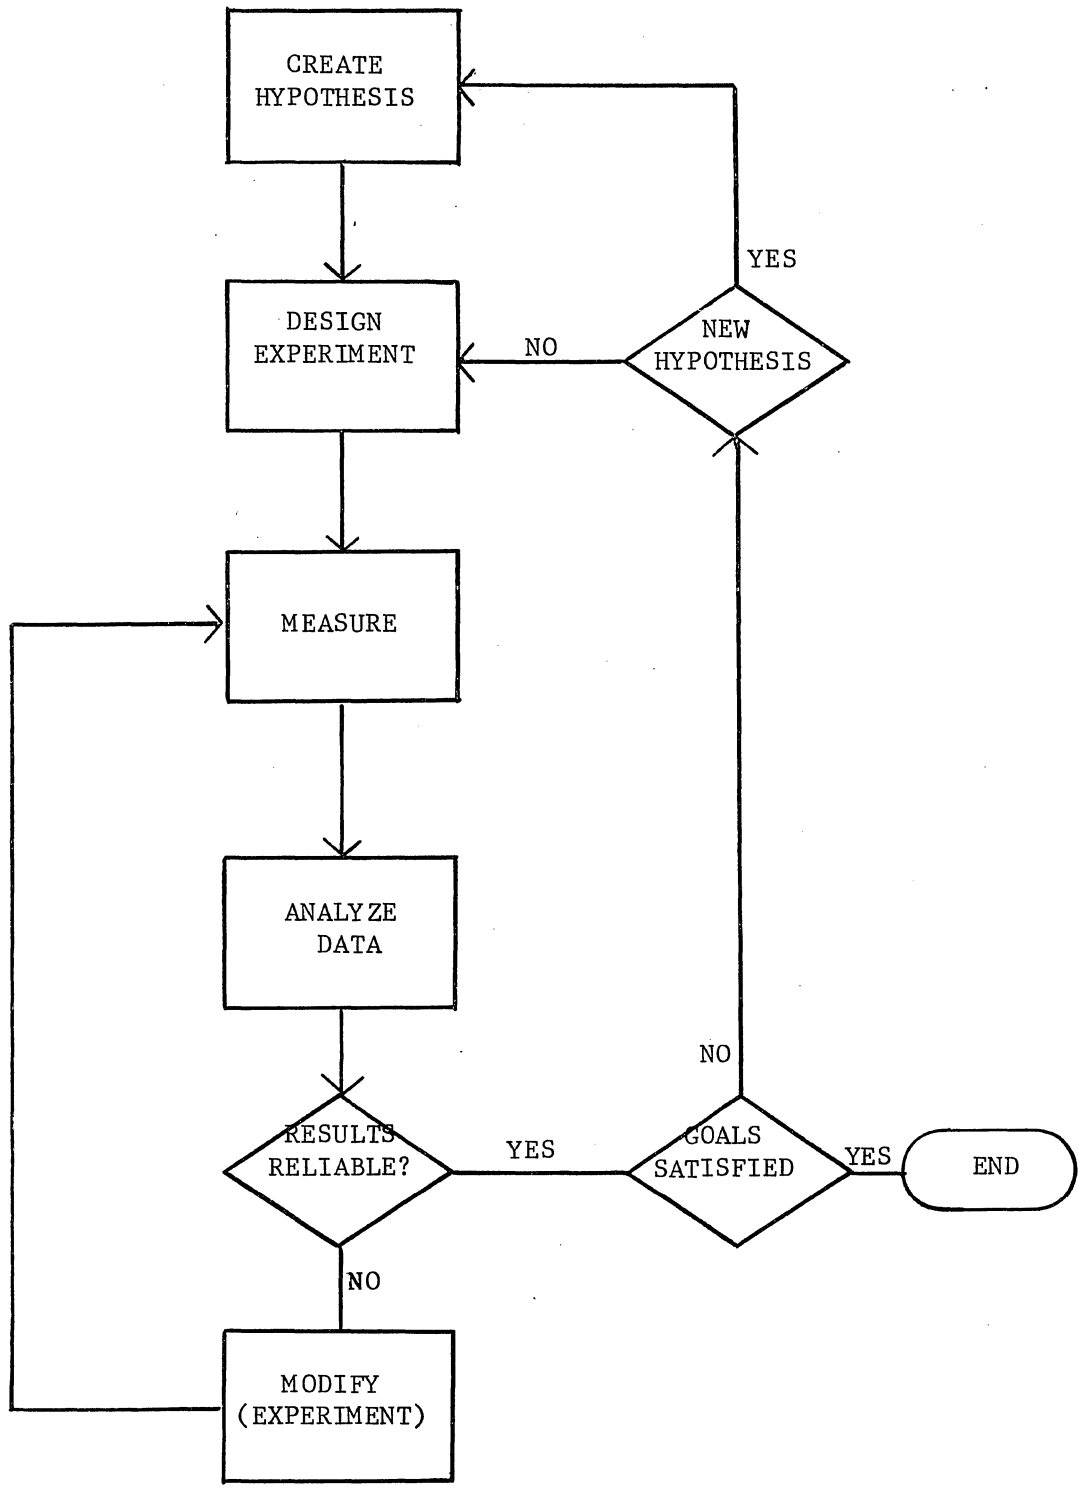 CREATE
HYPOTHESIS
YES
DESIGN
EXPERIMENT
NO
NEW
HYPOTHESIS
MEASURE
ANALYZE
DATA
NO
RESULTS
RELIABLE?
YES
GOALS
SATISFIED
YES
END
NO
MODIFY
(EXPERIMENT)